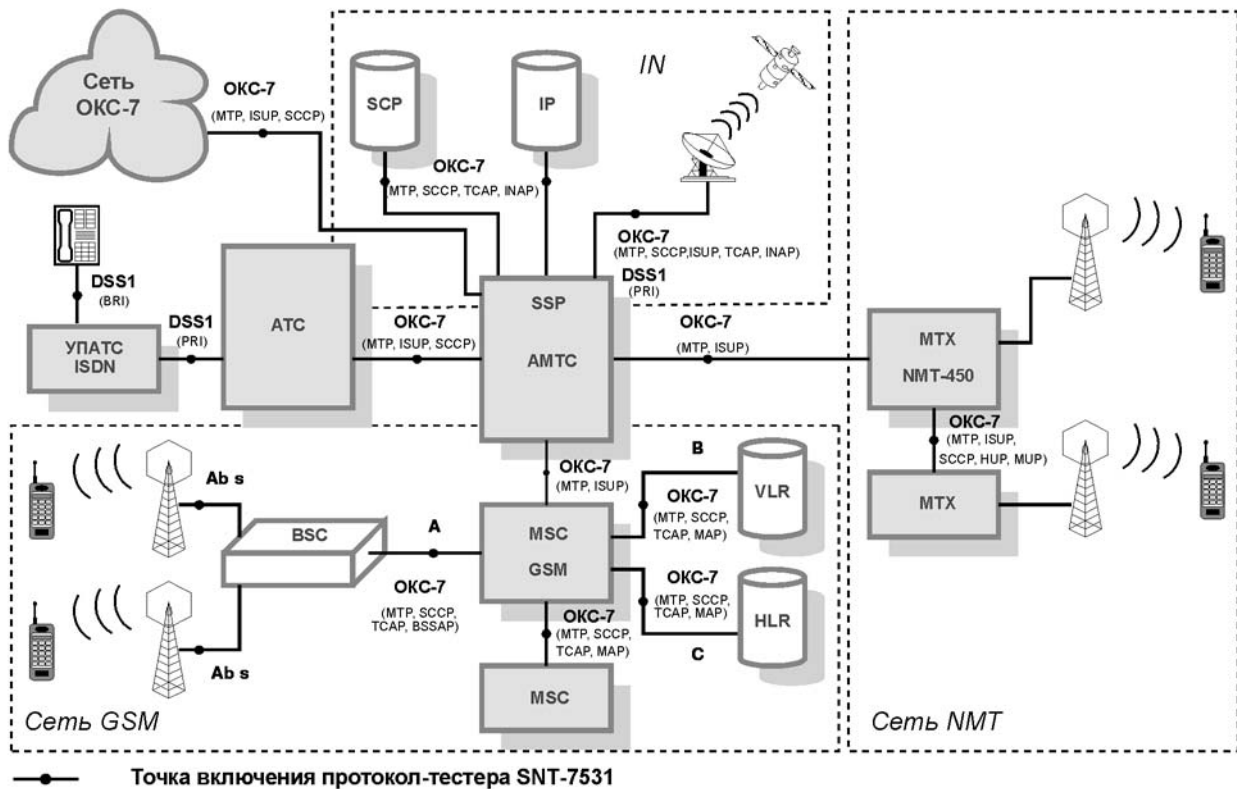 Сеть
ОКС-7
ОКС-7
(MTP, ISUP, SCCP)
SCP
IP
IN
ОКС-7
(MTP, SCCP, TCAP, INAP)
ОКС-7
(MTP, SCCP,ISUP, TCAP, INAP)
DSS1
(PRI)
DSS1
(BRI)
УПАТС
ISDN
DSS1
(PRI)
АТС
ОКС-7
(MTP, ISUP, SCCP)
SSP
АМТС
ОКС-7
(MTP, ISUP)
MTX
NMT-450
ОКС-7
(MTP, ISUP,
SCCP, HUP, MUP)
MTX
Сеть NMT
ОКС-7
(MTP, ISUP)
Ab s
Ab s
BSC
A
ОКС-7
(MTP, SCCP,
TCAP, BSSAP)
MSC
GSM
B
ОКС-7
(MTP, SCCP,
TCAP, MAP)
VLR
ОКС-7
(MTP, SCCP,
TCAP, MAP)
C
HLR
ОКС-7
(MTP, SCCP,
TCAP, MAP)
MSC
Сеть GSM
Точка включения протокол-тестера SNT-7531